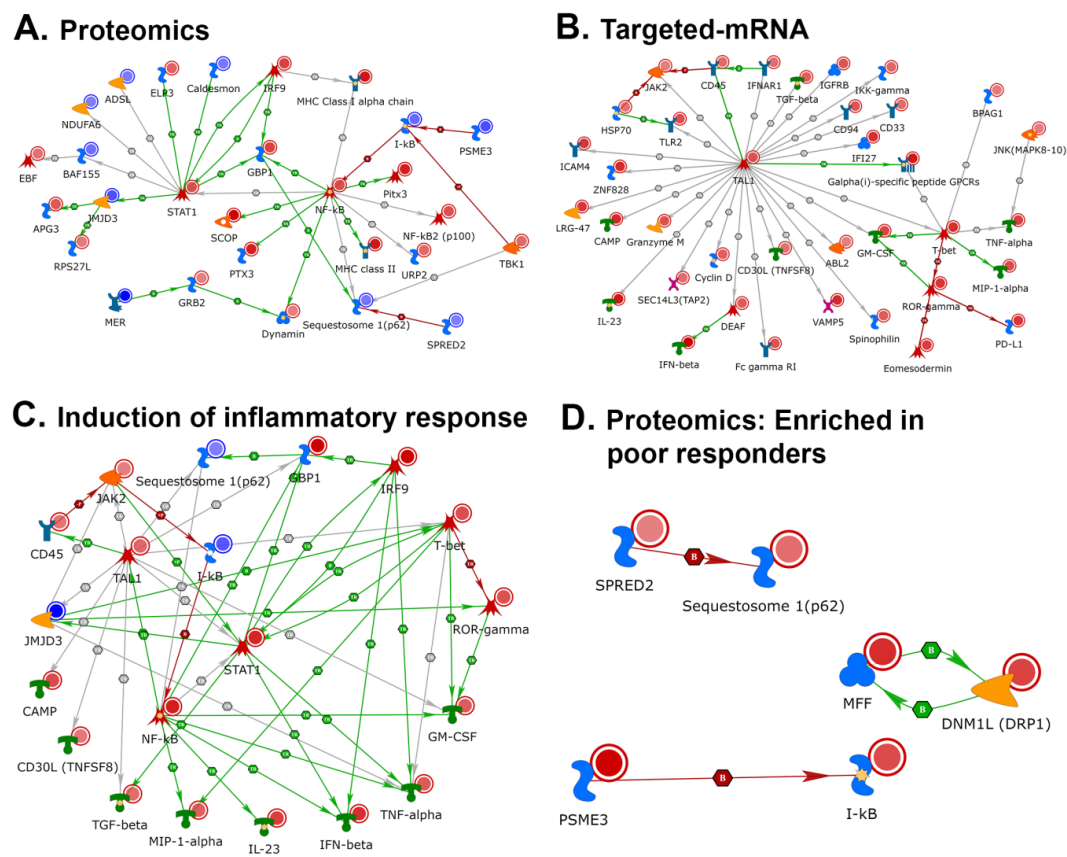 A. Proteomics
ADSL
ELP3
Caldesmon
IRF9
MHC Class I alpha chain
NDUFA6
I-kB
PSME3
EBF
BAF155
GBP1
STAT1
NF-kB
Pitx3
APG3
JMJD3
SCOP
NF-kB2 (p100)
RPS27L
PTX3
MHC class II
URP2
TBK1
MER
GRB2
Dynamin
Sequestosome 1(p62)
SPRED2
B. Targeted-mRNA
JAK2
CD45
IFNAR1
TGF-beta
IGFRB
IKK-gamma
HSP70
TLR2
CD94
CD33
BPAG1
JNK(MAPK8-10)
ICAM4
ZNF828
TAL1
IFI27
Galpha(i)-specific peptide GPCRs
LRG-47
CAMP
Granzyme M
Cyclin D
CD30L (TNFSF8)
ABL2
GM-CSF
T-bet
TNF-alpha
MIP-1-alpha
IL-23
SEC14L3(TAP2)
DEAF
VAMP5
ROR-gamma
IFN-beta
Fc gamma RI
Spinophilin
Eomesodermin
PD-L1
C. Induction of inflammatory response
JAK2
Sequestosome 1(p62)
GBP1
IRF9
CD45
TAL1
I-kB
T-bet
JMJD3
STAT1
ROR-gamma
CAMP
NF-kB
GM-CSF
CD30L (TNFSF8)
TGF-beta
MIP-1-alpha
IL-23
IFN-beta
TNF-alpha
D. Proteomics: Enriched in
poor responders
B
SPRED2
Sequestosome 1(p62)
B
MFF
B
DNM1L (DRP1)
B
PSME3
I-kB